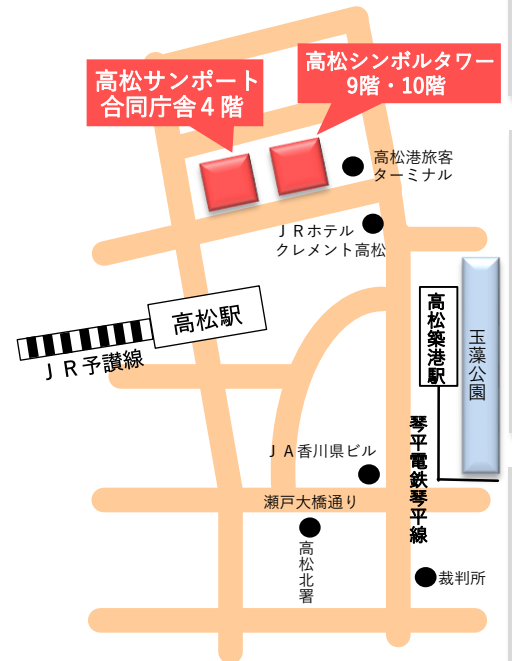 高松サンポート
合同庁舎４階
高松シンボルタワー
9階・10階
高松港旅客
ターミナル
ＪＲホテル
クレメント高松
高松駅
ＪＲ予讃線
高松築港駅
玉藻公園
琴平電鉄琴平線
ＪＡ香川県ビル
瀬戸大橋通り
高松北署
裁判所